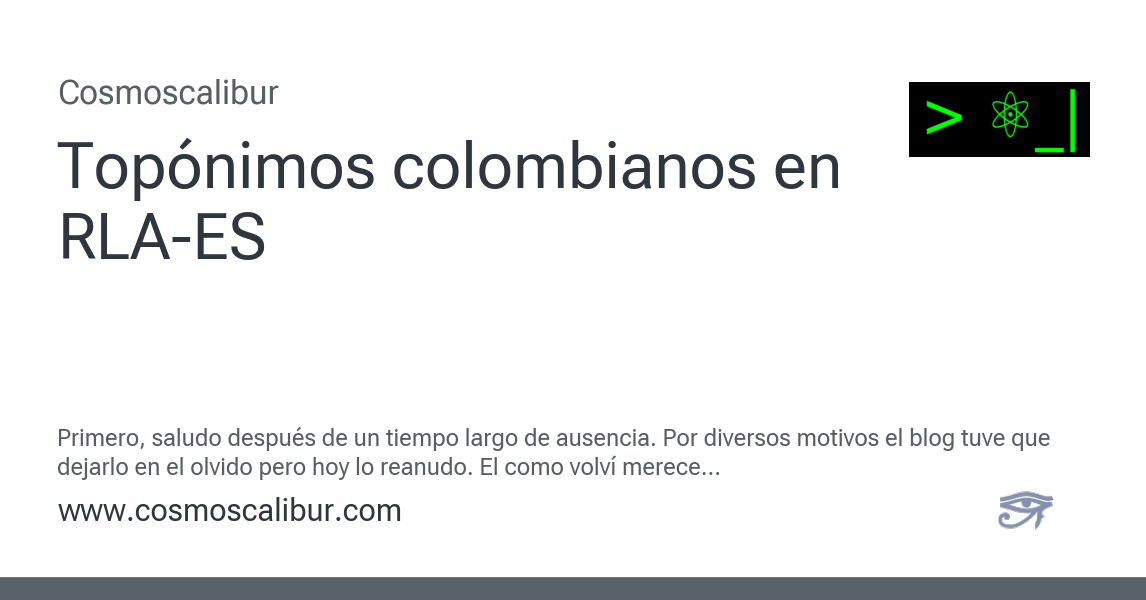 Cosmoscalibur
> _|
Topónimos colombianos en
RLA-ES
Primero, saludo después de un tiempo largo de ausencia. Por diversos motivos el blog tuve que
dejarlo en el olvido pero hoy lo reanudo. El como volví merece...
www.cosmoscalibur.com